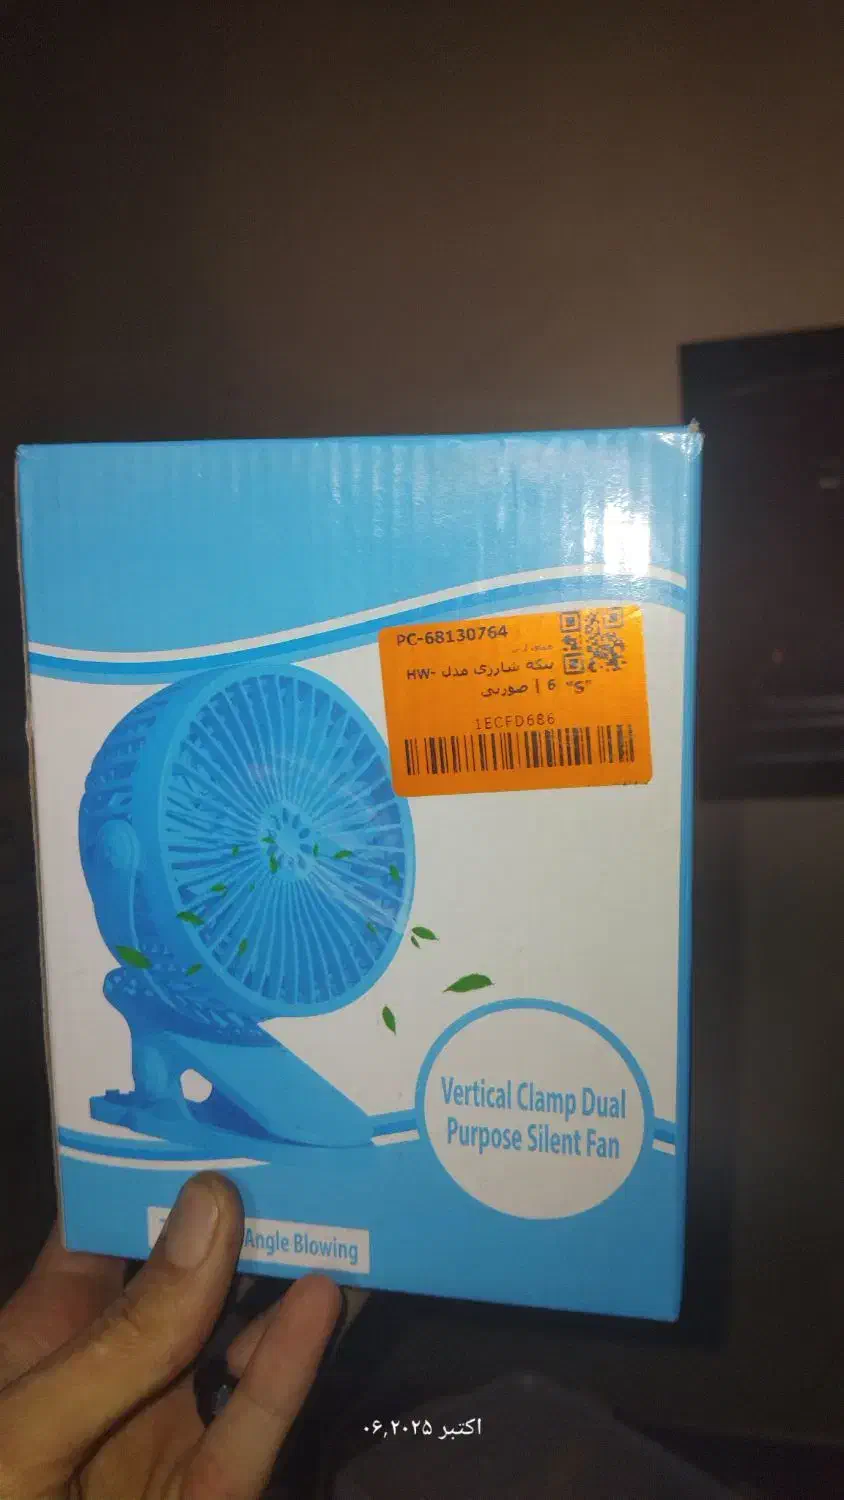 PC-68130764
پنکه شارژی مدل HW-
6 | صورتی "S"
1ECFD686
Vertical Clamp Dual
Purpose Silent Fan
Angle Blowing
اکتبر ۰۶,۲۰۲۵